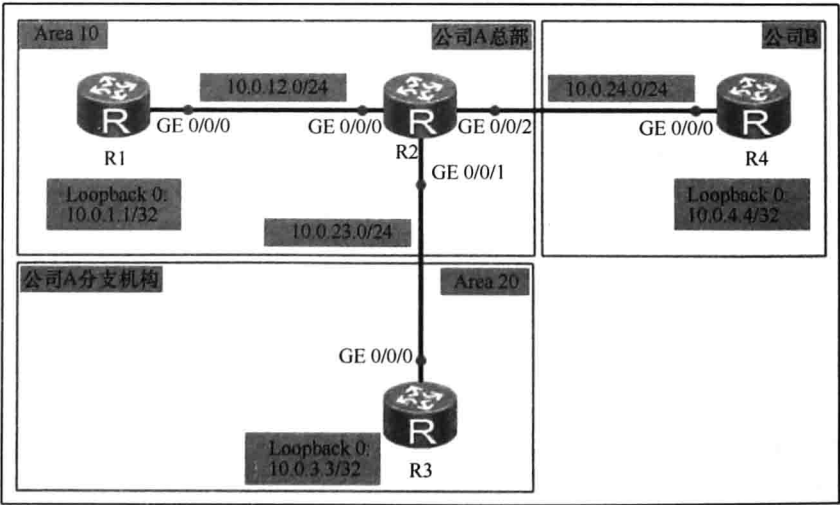 Area 10
公司A总部
公司B
10.0.12.0/24
10.0.24.0/24
R
GE 0/0/0
GE 0/0/0
R
GE 0/0/2
GE 0/0/0
R
R1
R2
R4
GE 0/0/1
Loopback 0:
10.0.1.1/32
Loopback 0:
10.0.4.4/32
10.0.23.0/24
公司A分支机构
Area 20
GE 0/0/0
R
Loopback 0:
10.0.3.3/32
R3